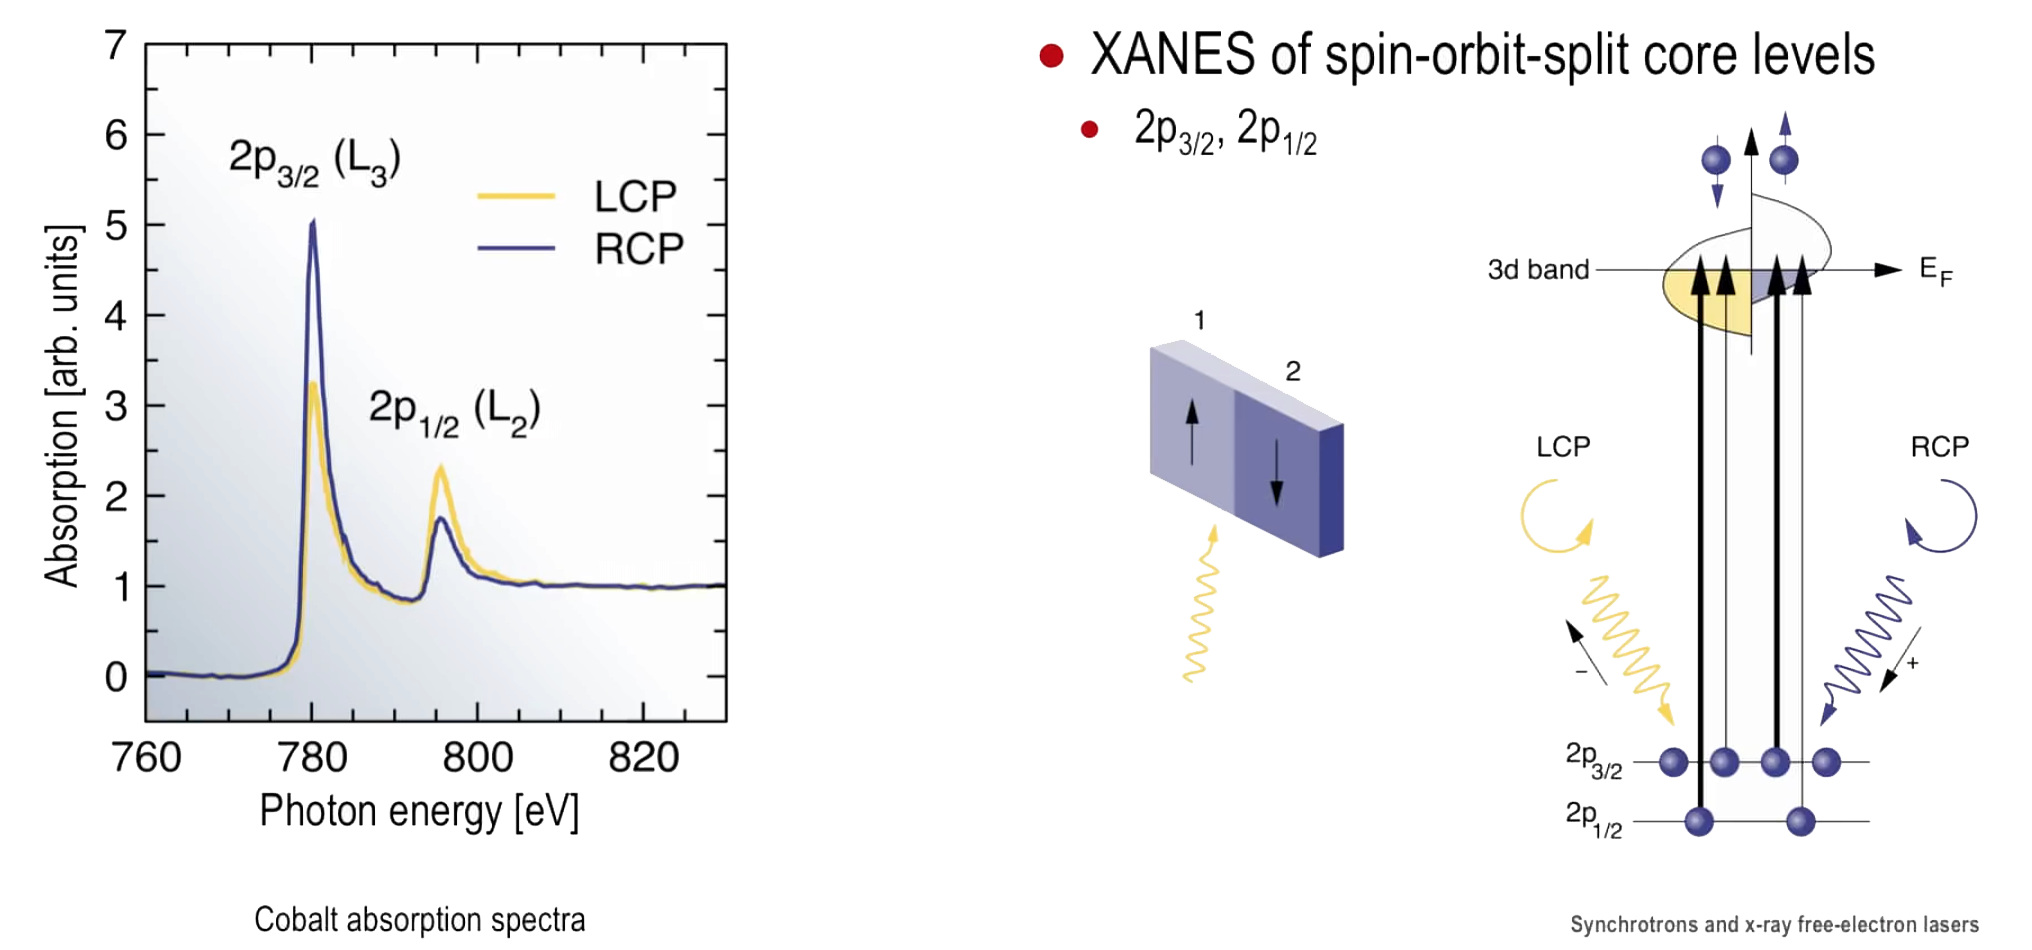 7
6
5
4
3
2
1
0
Absorption [arb. units]
2p3/2 (L3)
LCP
RCP
2p1/2 (L2)
760 780 800 820
Photon energy [eV]
Cobalt absorption spectra
• XANES of spin-orbit-split core levels
• 2p3/2, 2p1/2
1
2
3d band
EF
LCP
RCP
−
+
2p3/2
2p1/2
Synchrotrons and x-ray free-electron lasers